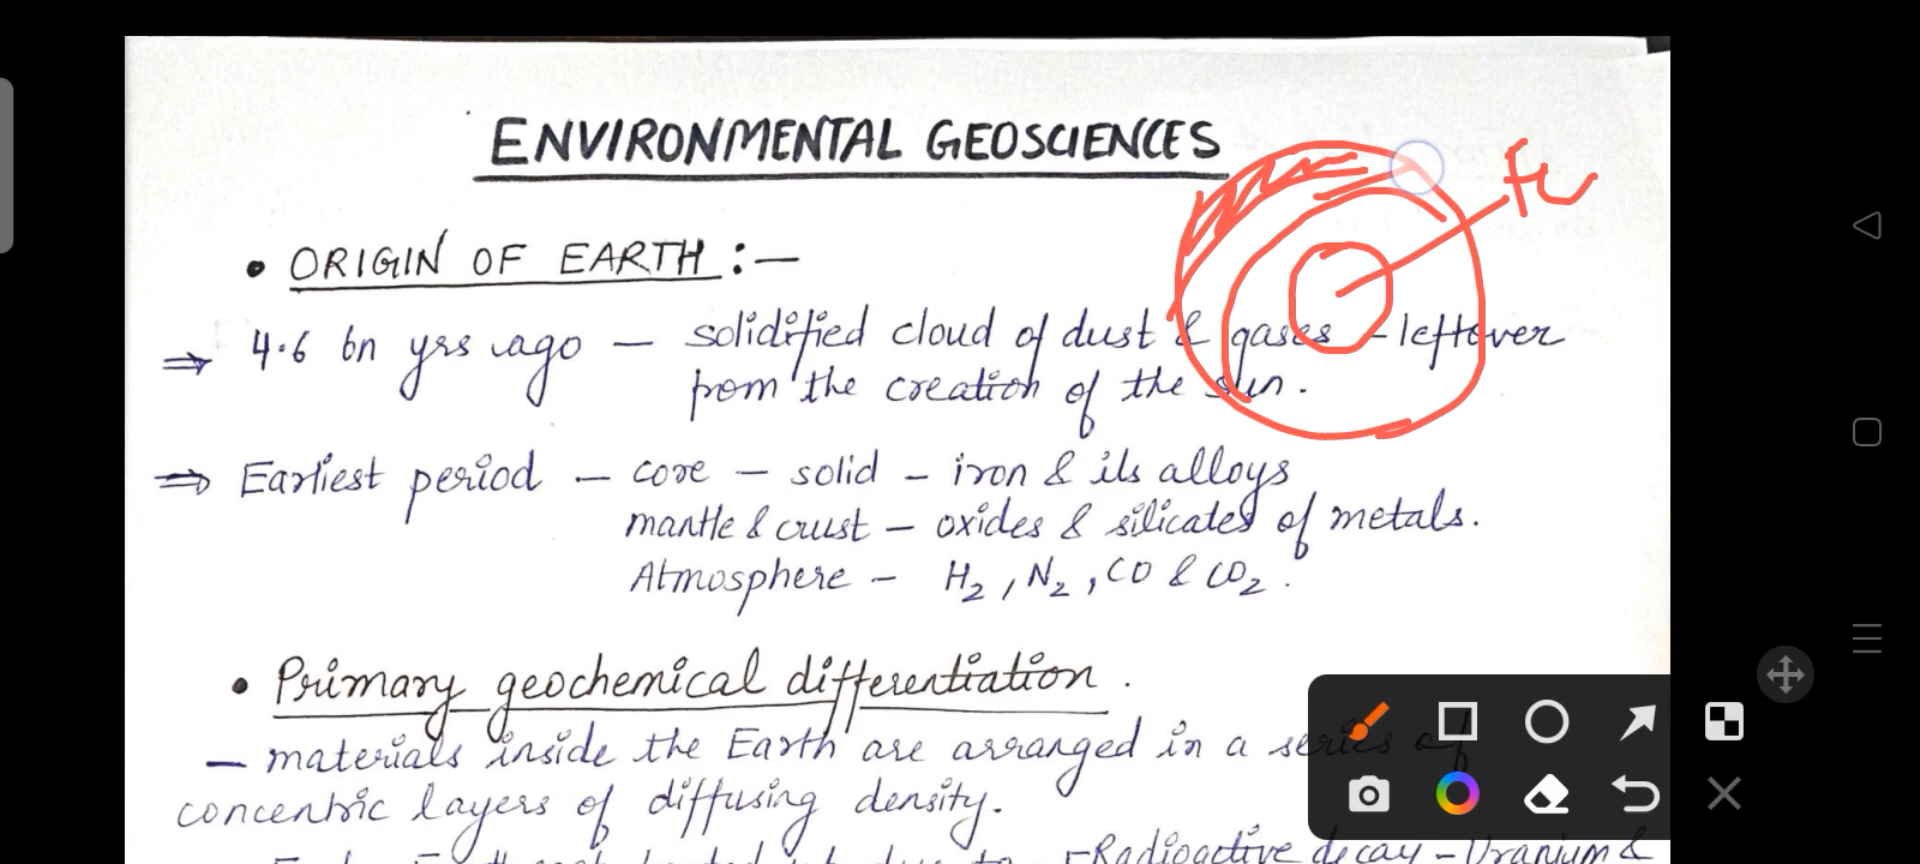 ENVIRONMENTAL GEOSCIENCES
Fe
• ORIGIN OF EARTH :—
⇒ 4.6 bn yrs ago — solidified cloud of dust & gases - leftover
from the creation of the sun.
⇒ Earliest period — core — solid — iron & its alloys
mantle & crust — oxides & silicates of metals.
Atmosphere — H₂, N₂, CO & CO₂.
• Primary geochemical differentiation.
— materials inside the Earth are arranged in a series of
concentric layers of diffusing density.
Radioactive decay - Uranium &